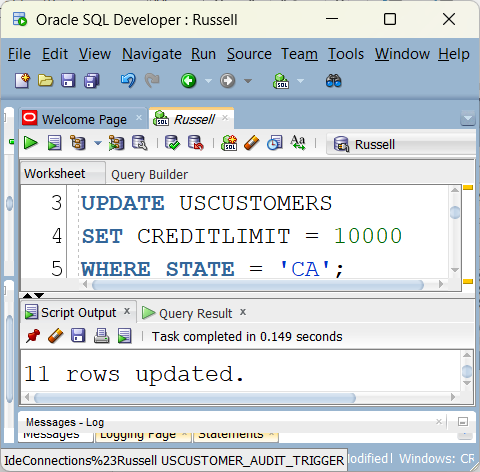 Oracle SQL Developer : Russell
File Edit View Navigate Run Source Team Tools Window Help
SQL
Welcome Page Russell
SQL Aa Russell
Worksheet Query Builder
3 UPDATE USCUSTOMERS
4 SET CREDITLIMIT = 10000
5 WHERE STATE = 'CA';
Script Output x Query Result x
Task completed in 0.149 seconds
11 rows updated.
Messages - Log
Messages Logging Page Statements
IdeConnections%23Russell USCUSTOMER_AUDIT_TRIGGER odified| Windows: CR